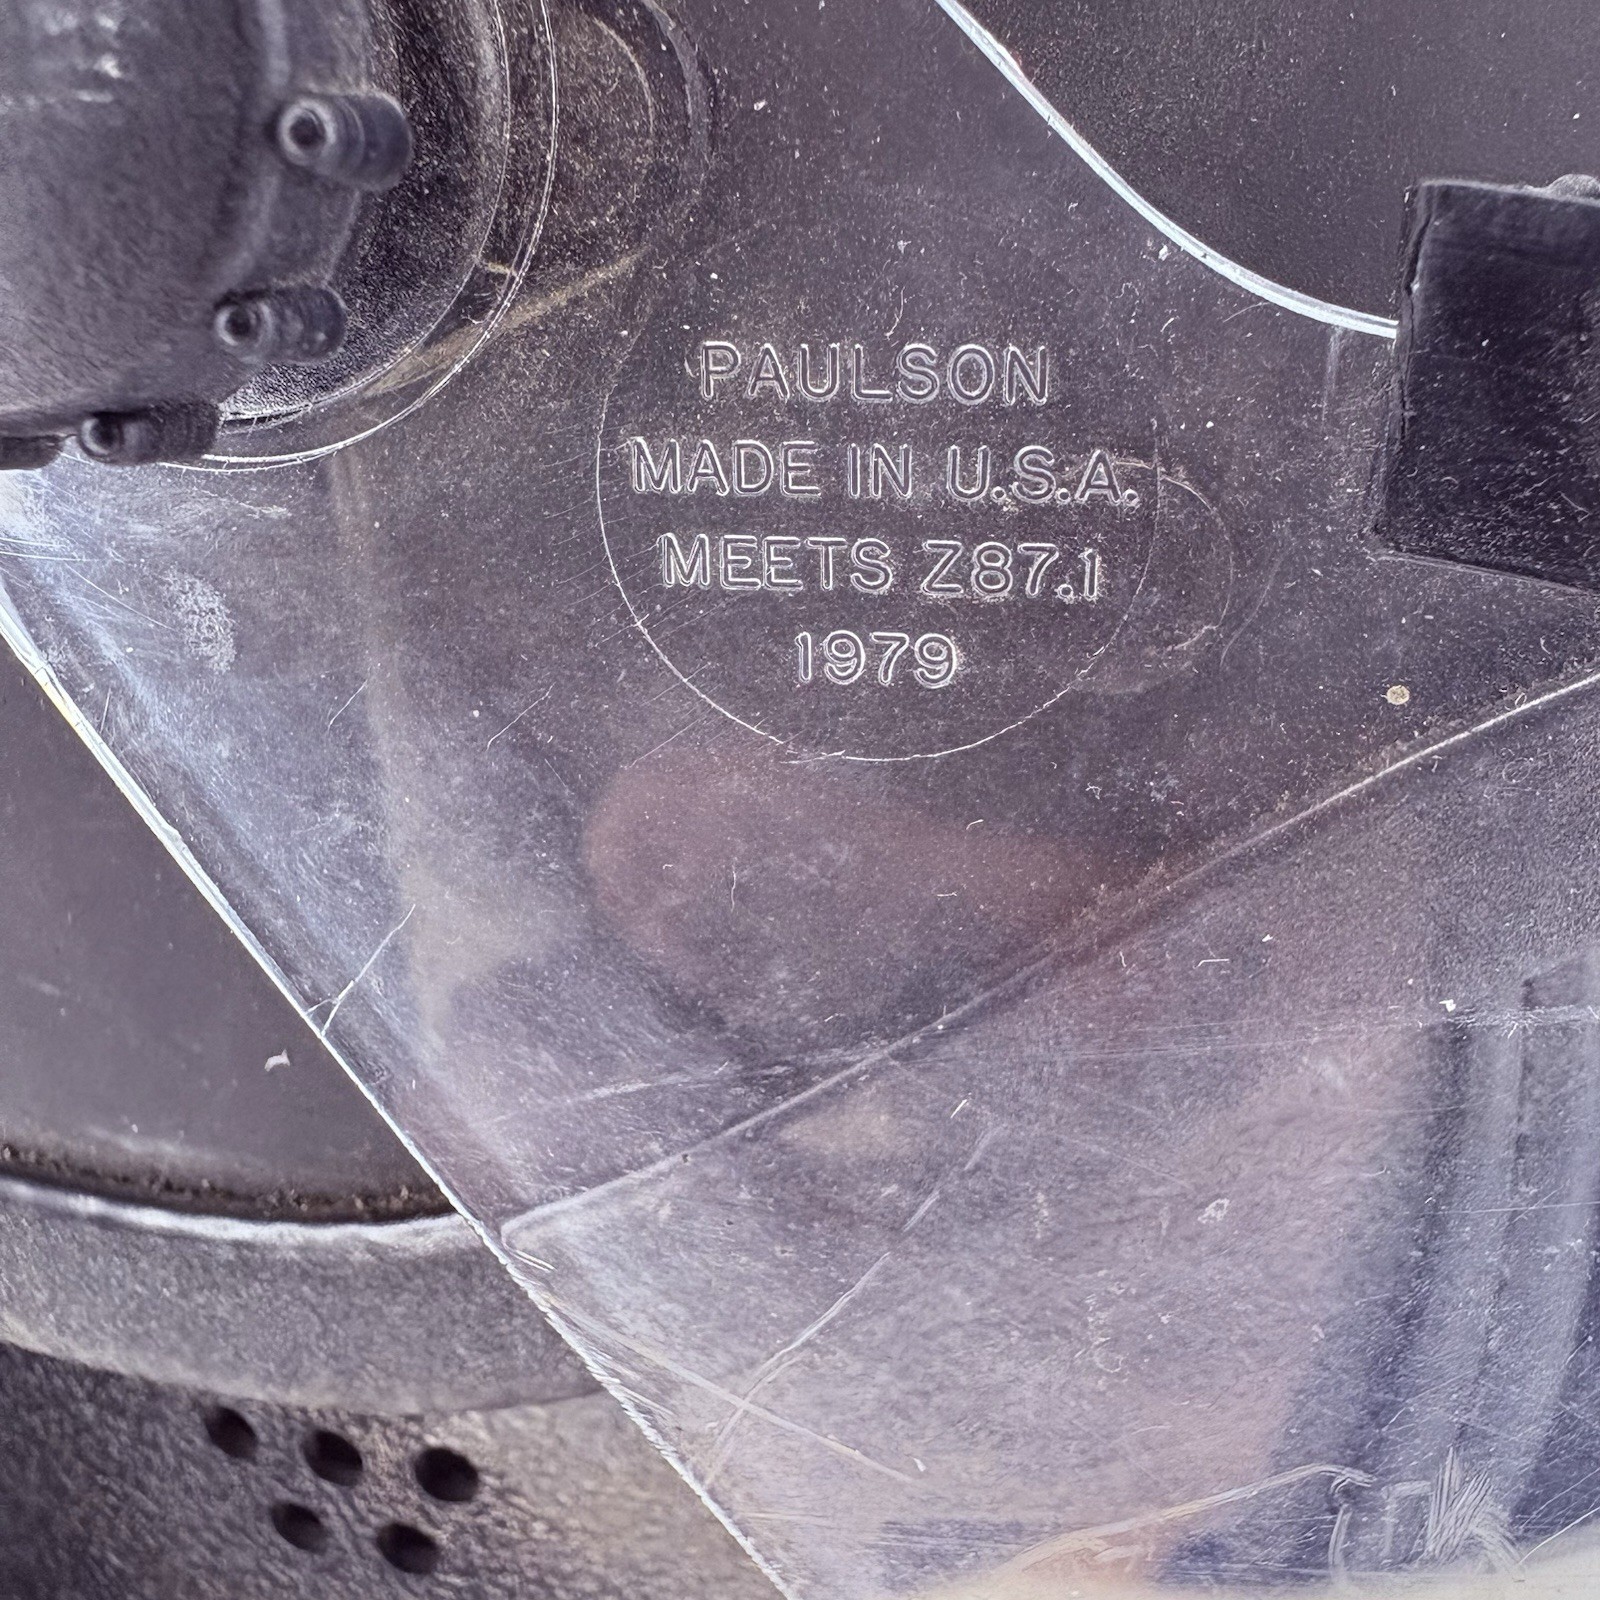 PAULSON
MADE IN U.S.A.
MEETS Z87.1
1979